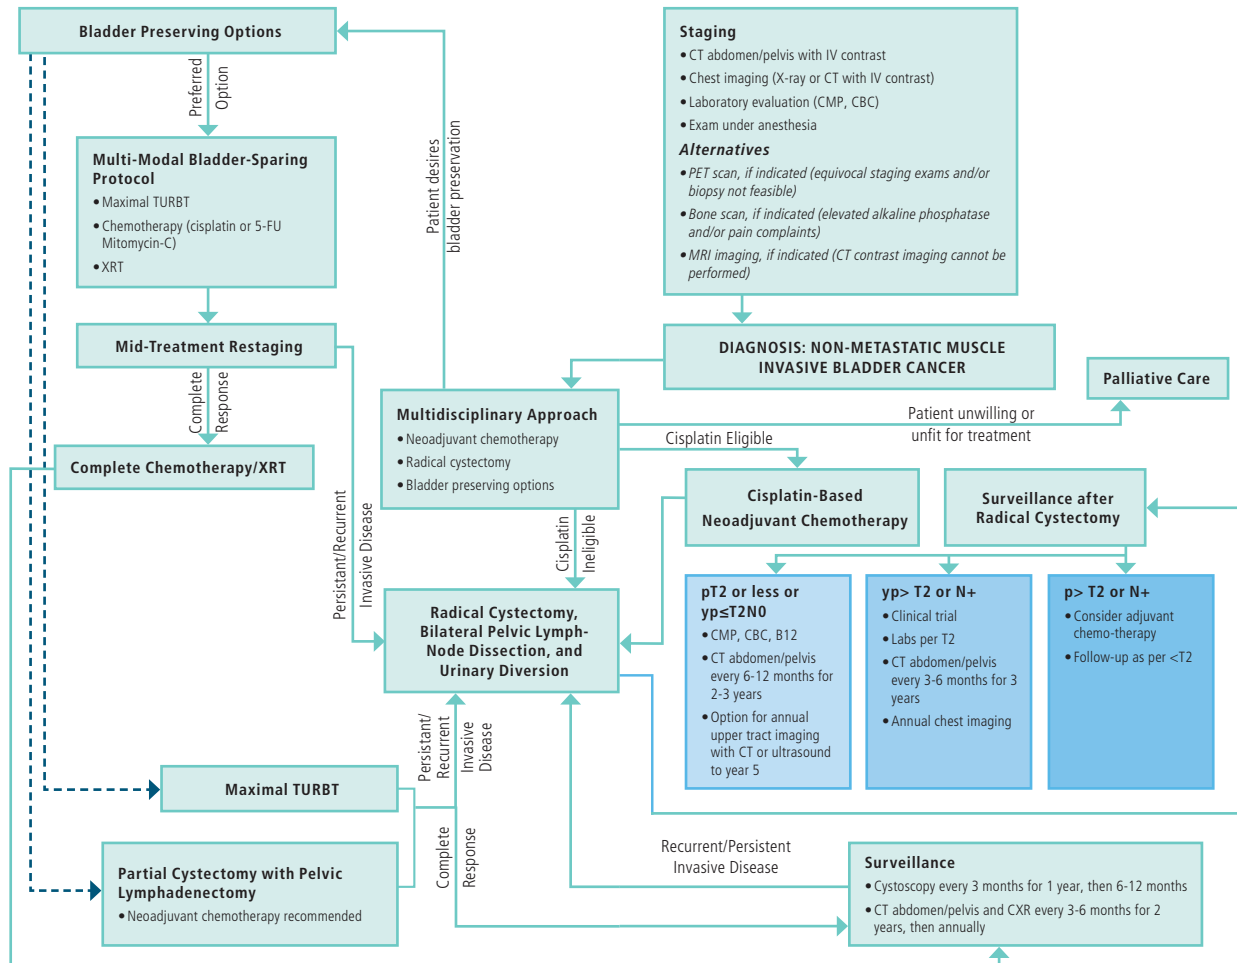 Bladder Preserving Options
Preferred
Option
Multi-Modal Bladder-Sparing
Protocol
• Maximal TURBT
• Chemotherapy (cisplatin or 5-FU
Mitomycin-C)
• XRT
Mid-Treatment Restaging
Complete
Response
Complete Chemotherapy/XRT
Persistant/Recurrent
Invasive Disease
Patient desires
bladder preservation
Staging
• CT abdomen/pelvis with IV contrast
• Chest imaging (X-ray or CT with IV contrast)
• Laboratory evaluation (CMP, CBC)
• Exam under anesthesia
Alternatives
• PET scan, if indicated (equivocal staging exams and/or
biopsy not feasible)
• Bone scan, if indicated (elevated alkaline phosphatase
and/or pain complaints)
• MRI imaging, if indicated (CT contrast imaging cannot be
performed)
DIAGNOSIS: NON-METASTATIC MUSCLE
INVASIVE BLADDER CANCER
Multidisciplinary Approach
• Neoadjuvant chemotherapy
• Radical cystectomy
• Bladder preserving options
Patient unwilling or
unfit for treatment
Palliative Care
Cisplatin Eligible
Cisplatin
Ineligible
Cisplatin-Based
Neoadjuvant Chemotherapy
Surveillance after
Radical Cystectomy
Radical Cystectomy,
Bilateral Pelvic Lymph-
Node Dissection, and
Urinary Diversion
pT2 or less or
yp≤T2N0
• CMP, CBC, B12
• CT abdomen/pelvis
every 6-12 months for
2-3 years
• Option for annual
upper tract imaging
with CT or ultrasound
to year 5
yp> T2 or N+
• Clinical trial
• Labs per T2
• CT abdomen/pelvis
every 3-6 months for 3
years
• Annual chest imaging
p> T2 or N+
• Consider adjuvant
chemo-therapy
• Follow-up as per <T2
Maximal TURBT
Partial Cystectomy with Pelvic
Lymphadenectomy
• Neoadjuvant chemotherapy recommended
Persistant/
Recurrent
Invasive
Disease
Complete
Response
Recurrent/Persistent
Invasive Disease
Surveillance
• Cystoscopy every 3 months for 1 year, then 6-12 months
• CT abdomen/pelvis and CXR every 3-6 months for 2
years, then annually